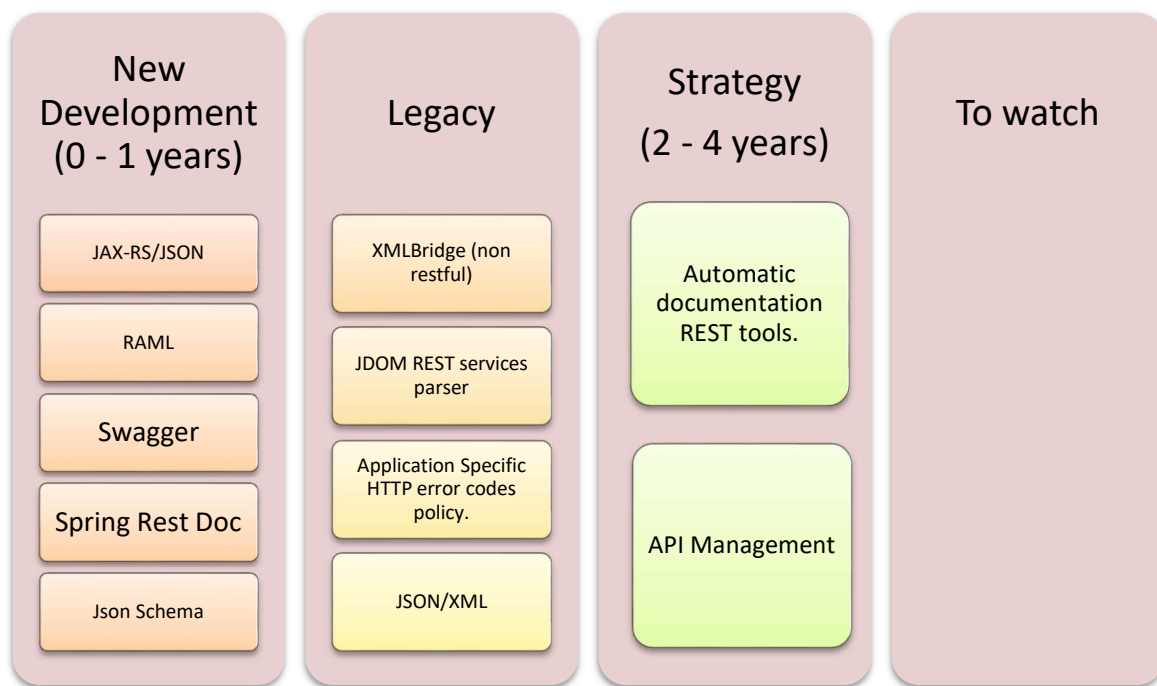 New
Development
(0 - 1 years)
JAX-RS/JSON
RAML
Swagger
Spring Rest Doc
Json Schema
Legacy
XMLBridge (non
restful)
JDOM REST services
parser
Application Specific
HTTP error codes
policy.
JSON/XML
Strategy
(2 - 4 years)
Automatic
documentation
REST tools.
API Management
To watch